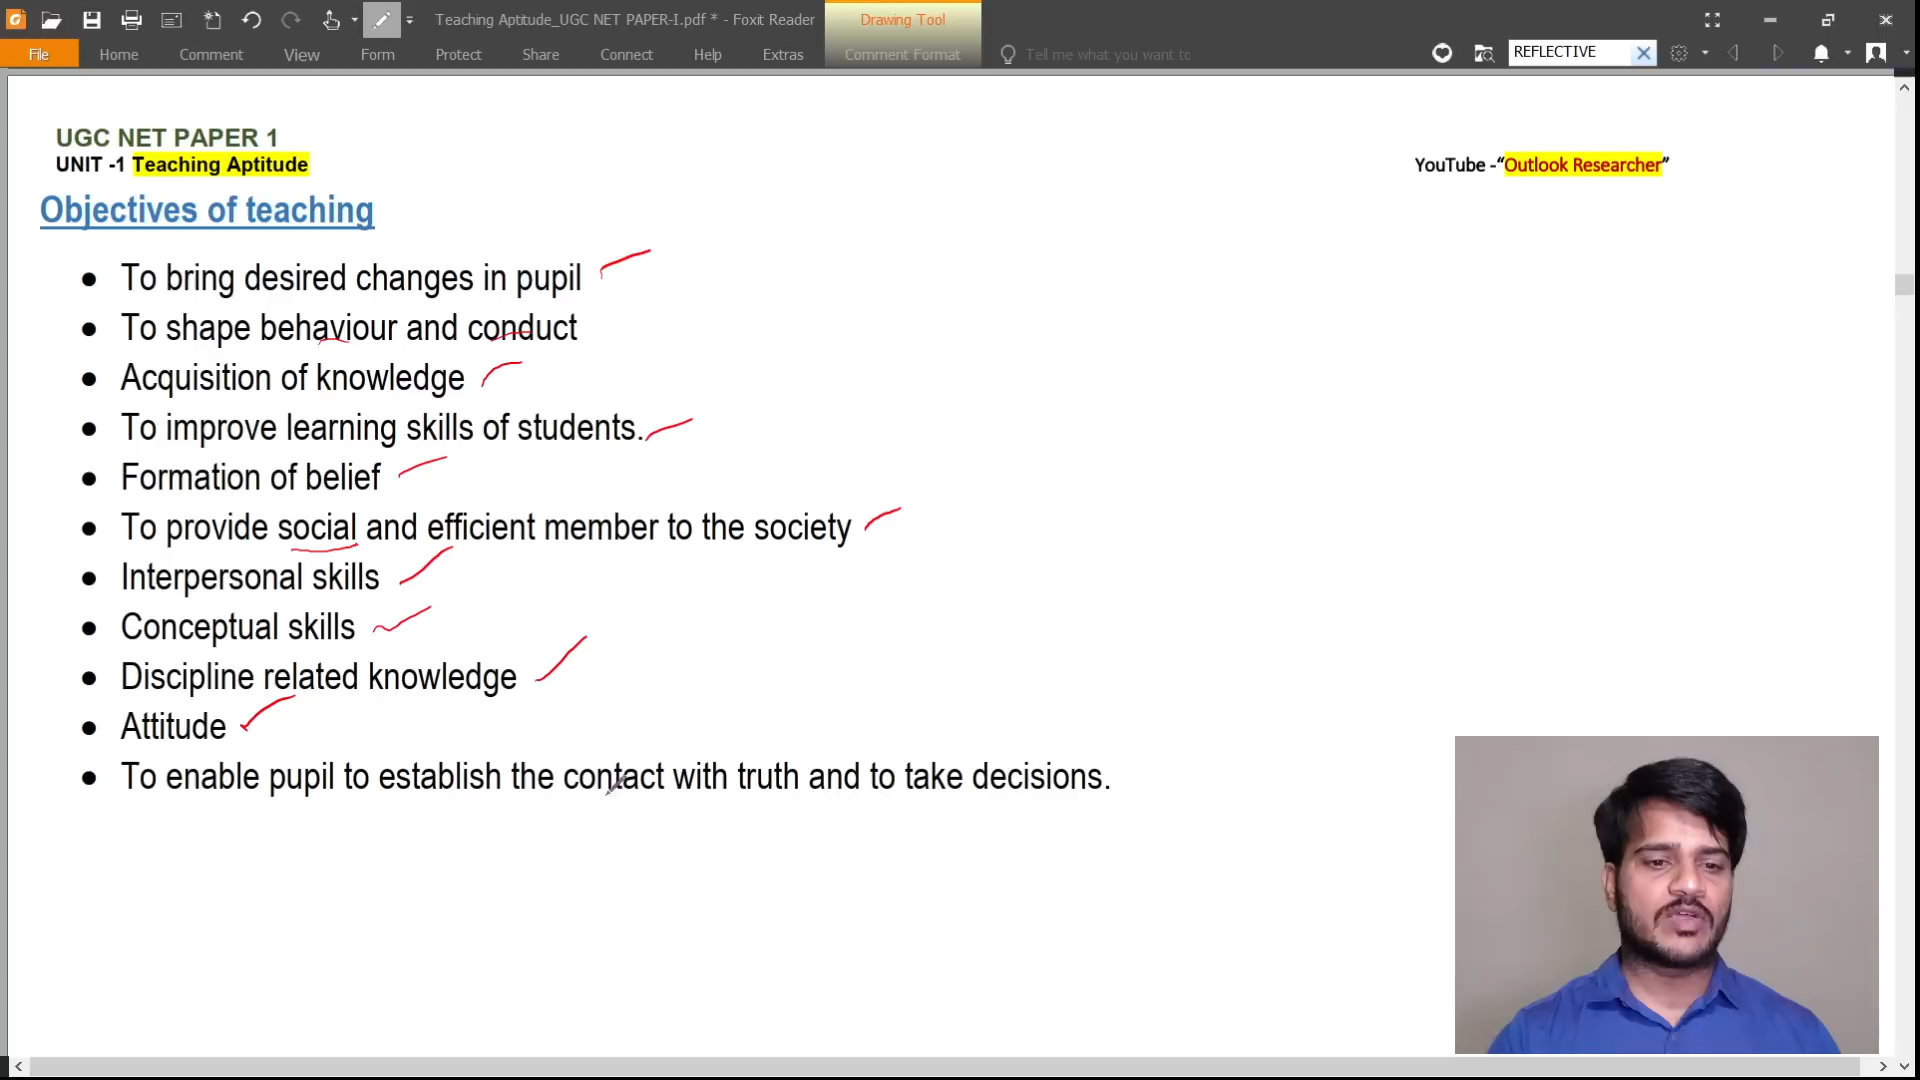 Teaching Aptitude_UGC NET PAPER-I.pdf * - Foxit Reader
Drawing Tool
File
Home
Comment
View
Form
Protect
Share
Connect
Help
Extras
Comment Format
Tell me what you want to
REFLECTIVE
UGC NET PAPER 1
UNIT -1 Teaching Aptitude
YouTube -“Outlook Researcher”
Objectives of teaching
● To bring desired changes in pupil
● To shape behaviour and conduct
● Acquisition of knowledge
● To improve learning skills of students.
● Formation of belief
● To provide social and efficient member to the society
● Interpersonal skills
● Conceptual skills
● Discipline related knowledge
● Attitude
● To enable pupil to establish the contact with truth and to take decisions.